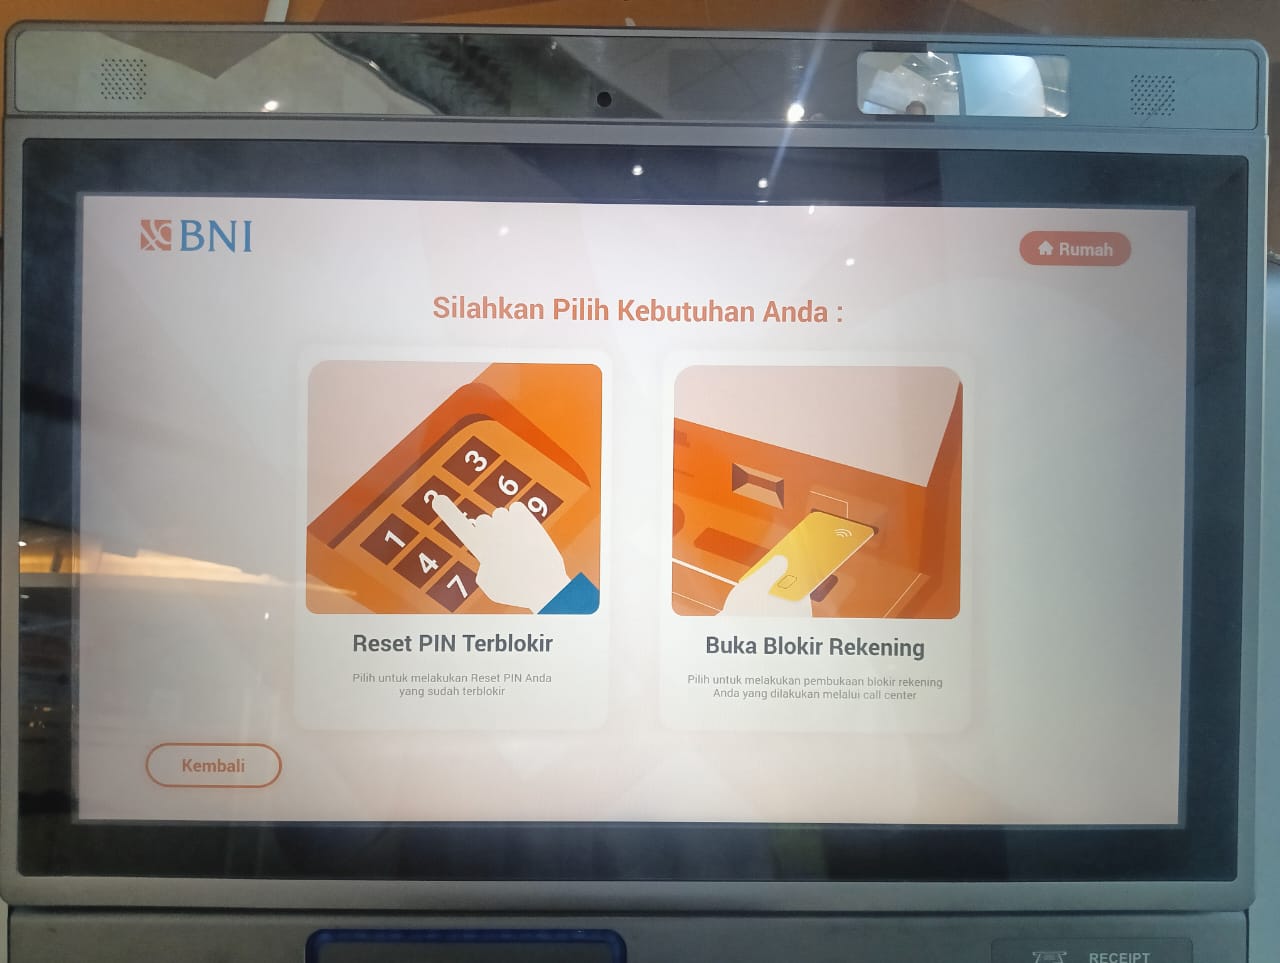 BNI
Rumah
Silahkan Pilih Kebutuhan Anda :
3
2
6
9
1
4
7
Reset PIN Terblokir
Pilih untuk melakukan Reset PIN Anda
yang sudah terblokir
Buka Blokir Rekening
Pilih untuk melakukan pembukaan blokir rekening
Anda yang dilakukan melalui call center
Kembali
RECEIPT